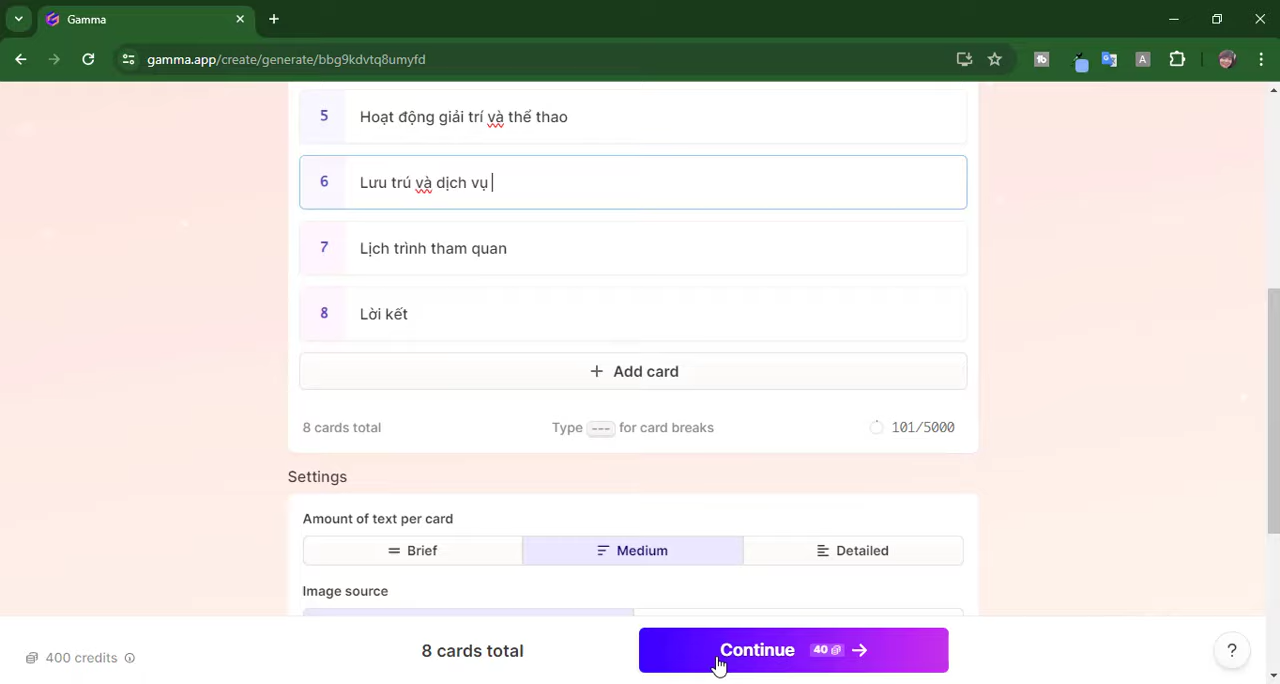 Gamma
gamma.app/create/generate/bbg9kdvtq8umyfd
A
5 Hoạt động giải trí và thể thao
6 Lưu trú và dịch vụ
7 Lịch trình tham quan
8 Lời kết
+ Add card
8 cards total Type --- for card breaks 101/5000
Settings
Amount of text per card
Brief Medium Detailed
Image source
400 credits 8 cards total Continue 40 → ?